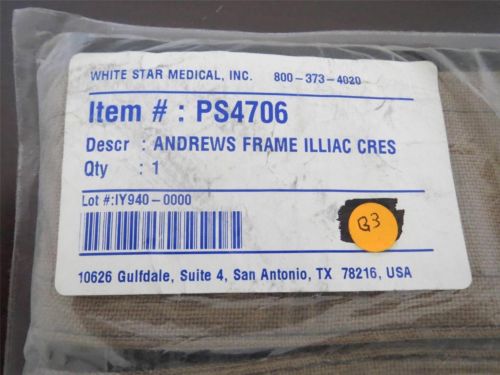 WHITE STAR MEDICAL, INC. 800-373-4020
Item # : PS4706
Descr : ANDREWS FRAME ILLIAC CRES
Qty : 1
Lot #:IY940-0000
B3
10626 Gulfdale, Suite 4, San Antonio, TX 78216, USA